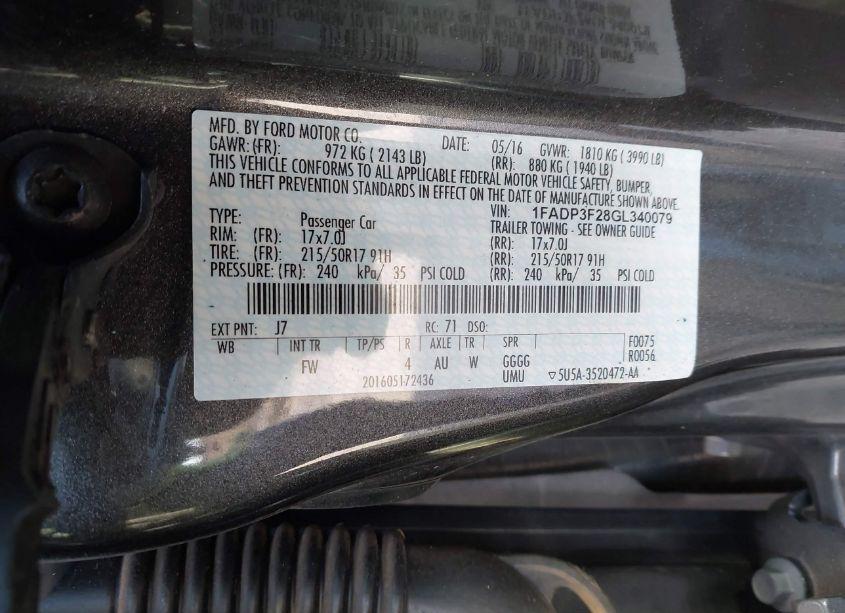 MFD. BY FORD MOTOR CO. DATE: 05/16 GVWR: 1810 KG ( 3990 LB)
GAWR: (FR): 972 KG ( 2143 LB) (RR): 880 KG ( 1940 LB)
THIS VEHICLE CONFORMS TO ALL APPLICABLE FEDERAL MOTOR VEHICLE SAFETY, BUMPER,
AND THEFT PREVENTION STANDARDS IN EFFECT ON THE DATE OF MANUFACTURE SHOWN ABOVE.
VIN: 1FADP3F28GL340079
TYPE: Passenger Car TRAILER TOWING - SEE OWNER GUIDE
RIM: (FR): 17x7.0J (RR): 17x7.0J
TIRE: (FR): 215/50R17 91H (RR): 215/50R17 91H
PRESSURE: (FR): 240 kPa/ 35 PSI COLD (RR): 240 kPa/ 35 PSI COLD
EXT PNT: J7 RC: 71 DSO: F0075
WB INT TR TP/PS R AXLE TR SPR R0056
FW 4 AU W GGGG
201605172436 UMU ▽5U5A-3520472-AA